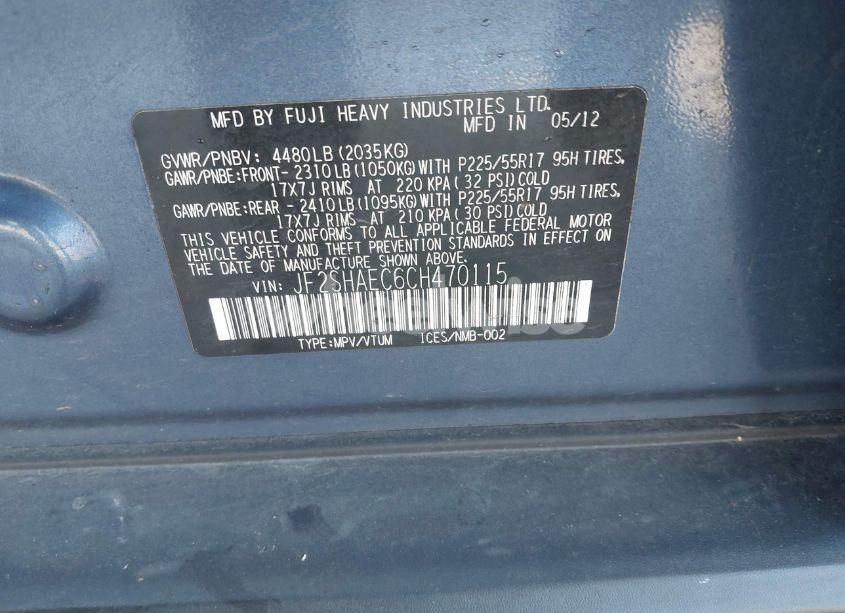 MFD BY FUJI HEAVY INDUSTRIES LTD.
MFD IN 05/12
GVWR/PNBV: 4480LB(2035KG)
GAWR/PNBE:FRONT- 2310LB(1050KG)WITH P225/55R17 95H TIRES,
17X7J RIMS AT 220 KPA( 32 PSI)COLD
GAWR/PNBE:REAR - 2410LB(1095KG)WITH P225/55R17 95H TIRES,
17X7J RIMS AT 210 KPA( 30 PSI)COLD
THIS VEHICLE CONFORMS TO ALL APPLICABLE FEDERAL MOTOR
VEHICLE SAFETY AND THEFT PREVENTION STANDARDS IN EFFECT ON
THE DATE OF MANUFACTURE SHOWN ABOVE.
VIN: JF2SHAEC6CH470115
TYPE:MPV/VTUM ICES/NMB-002